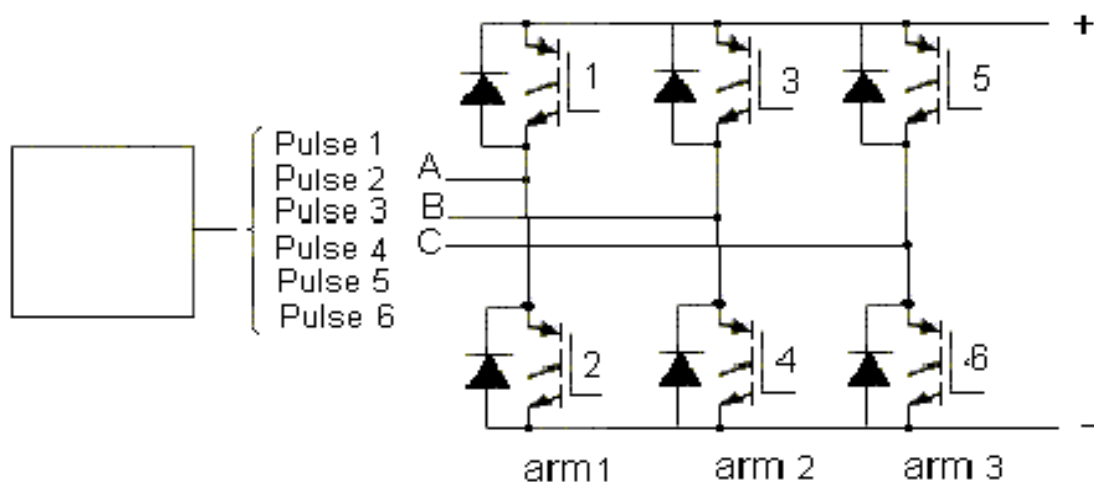 +
1
3
5
Pulse 1
Pulse 2
Pulse 3
Pulse 4
Pulse 5
Pulse 6
A
B
C
2
4
6
-
arm 1
arm 2
arm 3